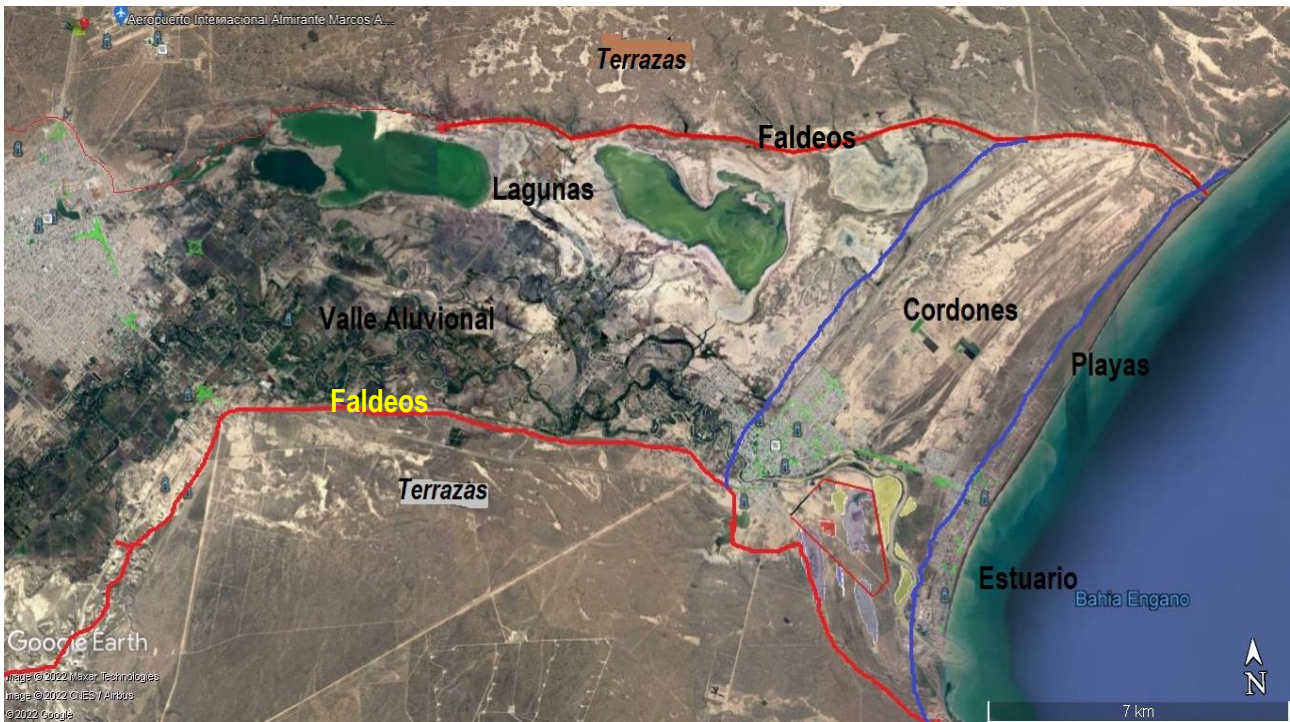 Aeropuerto Internacional Almirante Marcos A...
Terrazas
Faldeos
Lagunas
Cordones
Valle Aluvional
Playas
Faldeos
Terrazas
Estuario
Bahia Engano
Google Earth
Image © 2022 Maxar Technologies
Image © 2022 CNES / Airbus
© 2022 Google
7 km
N